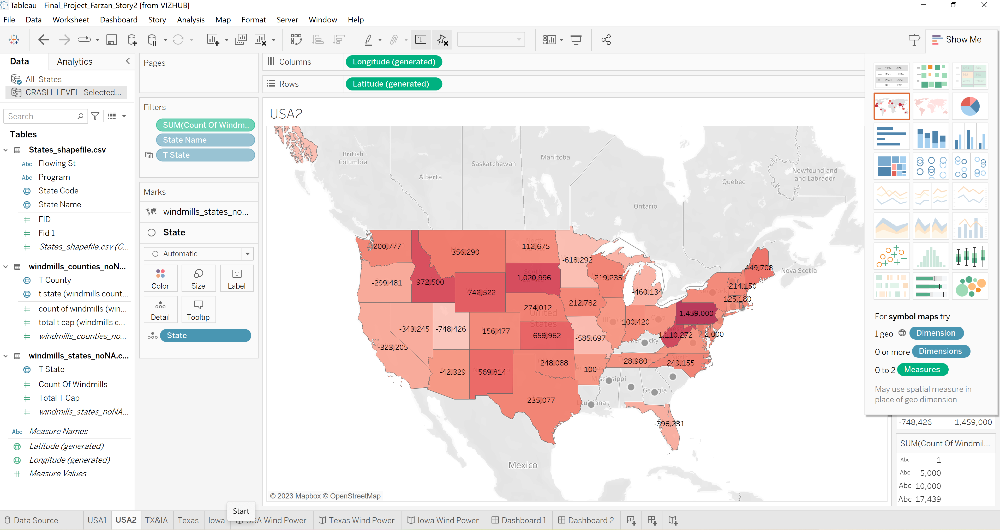 Tableau - Final_Project_Farzan_Story2 [from VIZHUB]
File Data Worksheet Dashboard Story Analysis Map Format Server Window Help
Show Me
Data Analytics
All_States
CRASH_LEVEL_Selected...
Search
Tables
States_shapefile.csv
Abc Flowing St
Abc Program
State Code
State Name
# FID
# Fid 1
# States_shapefile.csv (C...
windmills_counties_noN...
T County
t state (windmills count...
# count of windmills (win...
# total t cap (windmills c...
# windmills_counties_no...
windmills_states_noNA.c...
T State
# Count Of Windmills
# Total T Cap
# windmills_states_noNA...
Abc Measure Names
Latitude (generated)
Longitude (generated)
# Measure Values
Pages
Filters
SUM(Count Of Windm..
State Name
T State
Marks
windmills_states_no...
State
Automatic
Color Size Label
Detail Tooltip
State
Columns Longitude (generated)
Rows Latitude (generated)
USA2
British
Columbia
Alberta
Saskatchewan
Manitoba
Ontario
Quebec
Newfoundland
and Labrador
Nova Scotia
200,777
356,290
112,675
-618,292
449,708
-299,481
972,500
742,522
1,020,996
219,235
-460,134
214,150
125,180
274,012
212,782
1,459,000
-343,245
-748,426
156,477
United
States
659,962
-585,697
100,420
1,110,272
2,000
-323,205
-42,329
569,814
248,088
100
28,980
249,155
Mississippi
Georgia
Louisiana
235,077
-396,231
Mexico
© 2023 Mapbox © OpenStreetMap
1234 678
368 2034
2620 2559
971 322
For symbol maps try
1 geo Dimension
0 or more Dimensions
0 to 2 Measures
May use spatial measure in
place of geo dimension
-748,426 1,459,000
SUM(Count Of Windmil...
Abc 1
Abc 5,000
Abc 10,000
Abc 17,439
Start
Data Source USA1 USA2 TX&IA Texas Iowa USA Wind Power Texas Wind Power Iowa Wind Power Dashboard 1 Dashboard 2